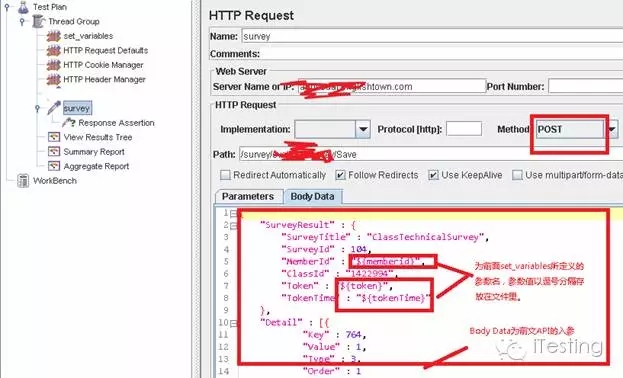 Test Plan
Thread Group
set_variables
HTTP Request Defaults
HTTP Cookie Manager
HTTP Header Manager
survey
Response Assertion
View Results Tree
Summary Report
Aggregate Report
WorkBench
HTTP Request
Name: survey
Comments:
Web Server
Server Name or IP: shtown.com Port Number:
HTTP Request
Implementation: Protocol [http]: Method POST
Path: /survey/ /Save
Redirect Automatically Follow Redirects Use KeepAlive Use multipart/form-data
Parameters Body Data
1
2 "SurveyResult" : {
3 "SurveyTitle" : "ClassTechnicalSurvey",
4 "SurveyId" : 104,
5 "MemberId" : "${memberid}",
6 "ClassId" : "1422994",
7 "Token" : "${token}",
8 "TokenTime" : "${tokenTime}"
9 },
10 "Detail" : [{
11 "Key" : 764,
12 "Value" : 1,
13 "Type" : 3,
14 "Order" : 1
为前面set_variables所定义的
参数名,参数值以逗号分隔存
放在文件里。
Body Data为前文API的入参
iTesting